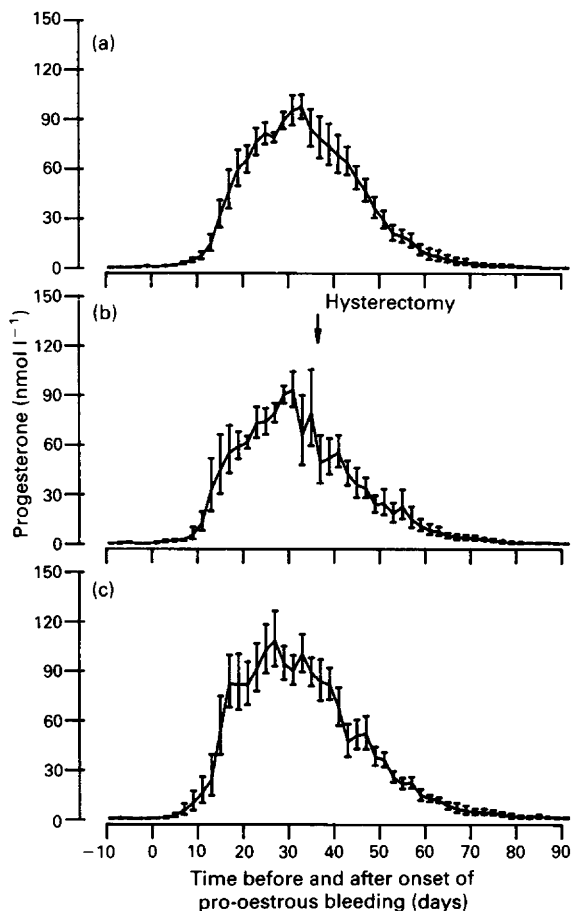 (a)
150
120
90
60
30
0
(b)
Hysterectomy
150
120
90
60
30
0
(c)
150
120
90
60
30
0
Progesterone (nmol l⁻¹)
−10 0 10 20 30 40 50 60 70 80 90
Time before and after onset of
pro-oestrous bleeding (days)